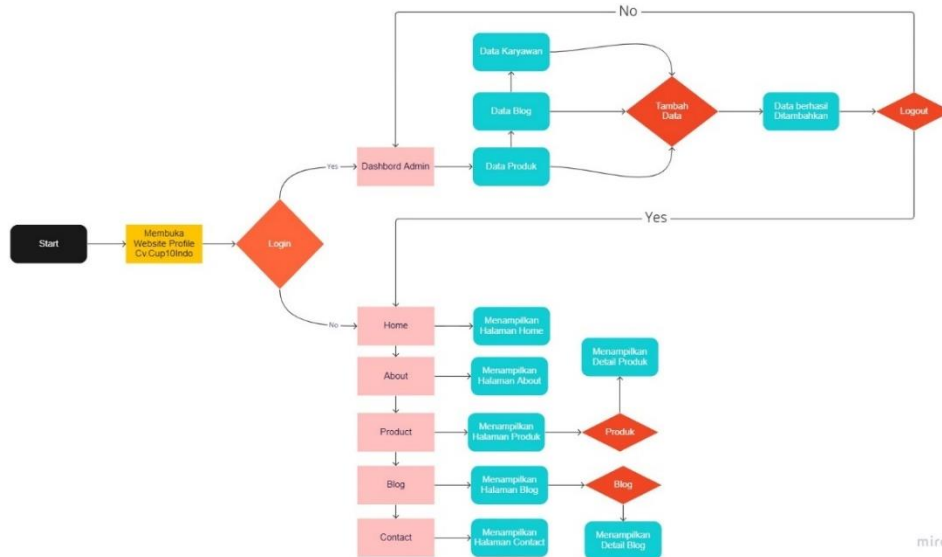 No
Data Karyawan
Data Blog
Tambah
Data
Data berhasil
Ditambahkan
Logout
Yes
Dashbord Admin
Data Produk
Yes
Start
Membuka
Website Profile
Cv.Cup10Indo
Login
No
Home
Menampilkan
Halaman Home
Menampilkan
Detail Produk
About
Menampilkan
Halaman About
Product
Menampilkan
Halaman Produk
Produk
Blog
Menampilkan
Halaman Blog
Blog
Contact
Menampilkan
Halaman Contact
Menampilkan
Detail Blog